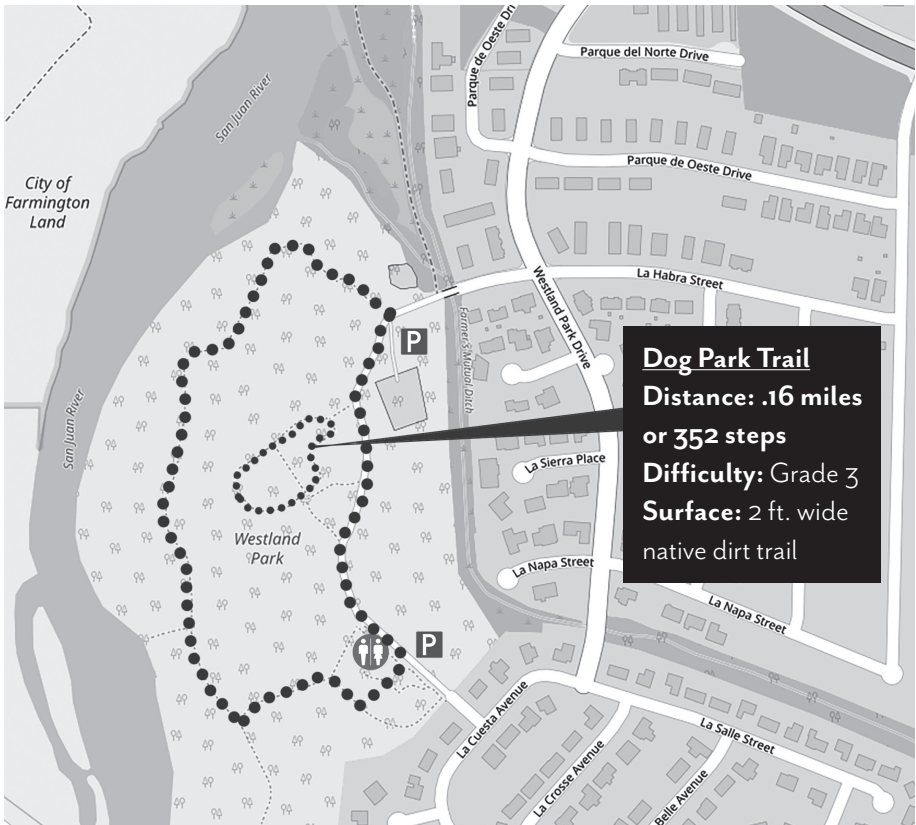 Parque de Oeste Dr
Parque del Norte Drive
San Juan River
City of
Farmington
Land
Parque de Oeste Drive
La Habra Street
Westland Park Drive
P
Farmer's Mutual Ditch
Dog Park Trail
Distance: .16 miles
or 352 steps
Difficulty: Grade 3
Surface: 2 ft. wide
native dirt trail
San Juan River
La Sierra Place
Westland
Park
La Napa Street
La Napa Street
P
La Cuesta Avenue
La Salle Street
La Crosse Avenue
Belle Avenue